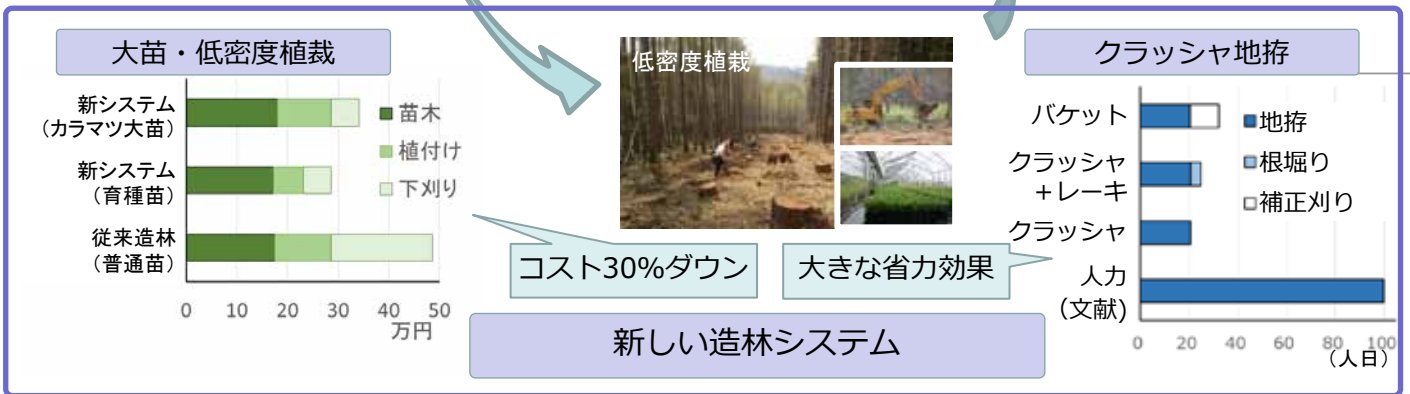 大苗・低密度植栽
新システム
（カラマツ大苗）
新システム
（育種苗）
従来造林
（普通苗）
苗木
植付け
下刈り
0 10 20 30 40 50
万円
低密度植栽
コスト30%ダウン
大きな省力効果
新しい造林システム
クラッシャ地拵
バケット
クラッシャ
＋レーキ
クラッシャ
人力
（文献）
地拵
根堀り
補正刈り
0 20 40 60 80 100
（人日）